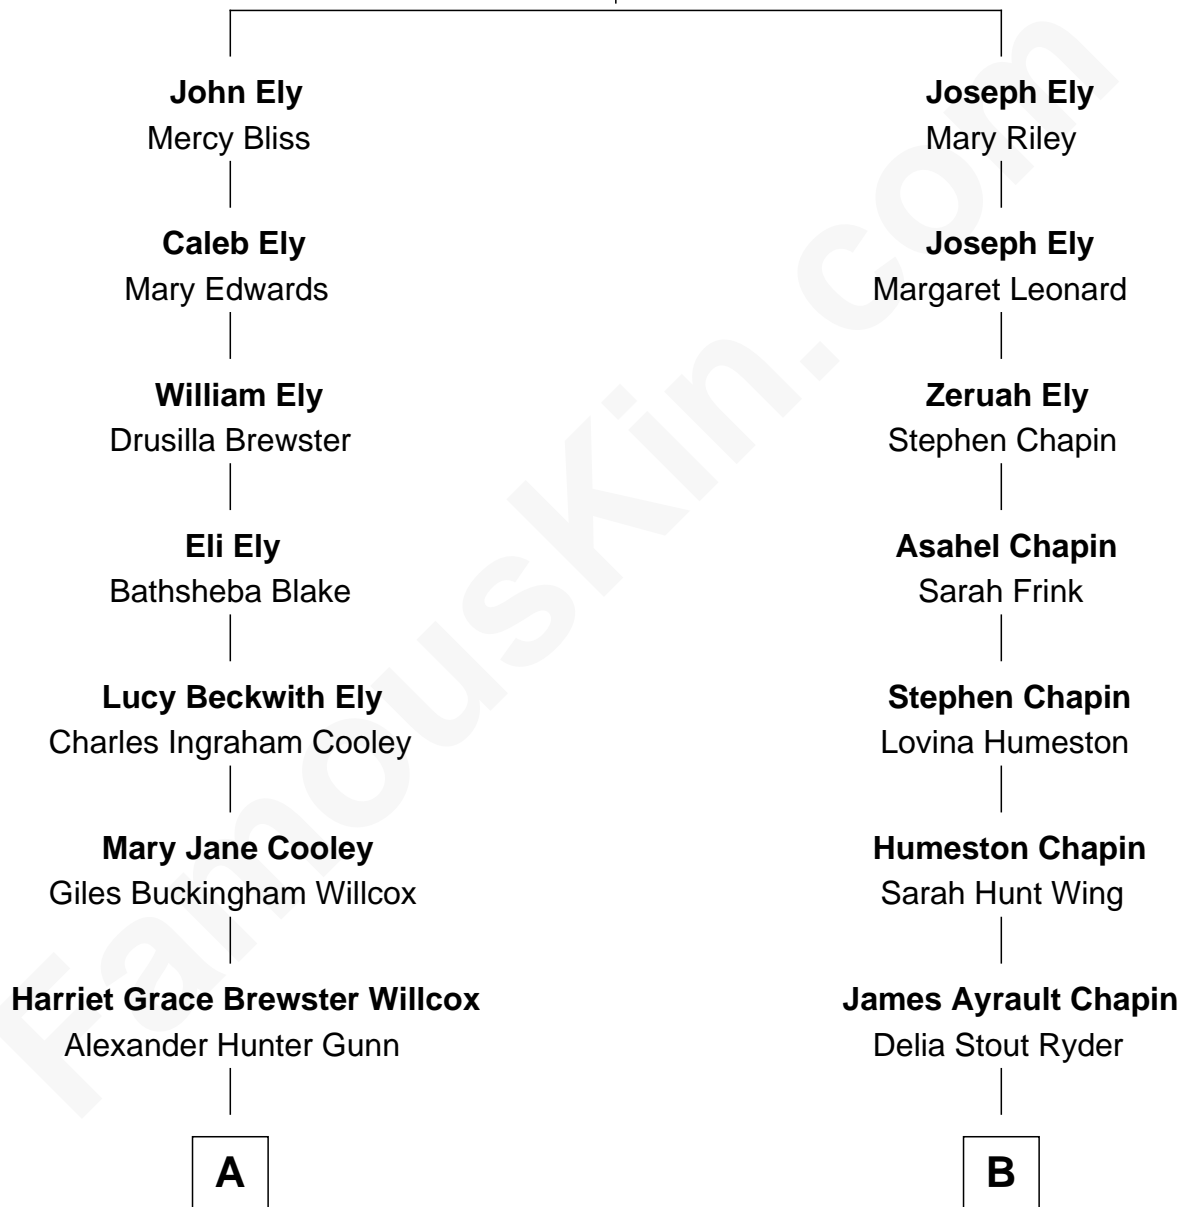 John Ely
Mercy Bliss
Caleb Ely
Mary Edwards
William Ely
Drusilla Brewster
Eli Ely
Bathsheba Blake
Lucy Beckwith Ely
Charles Ingraham Cooley
Mary Jane Cooley
Giles Buckingham Willcox
Harriet Grace Brewster Willcox
Alexander Hunter Gunn
A
Joseph Ely
Mary Riley
Joseph Ely
Margaret Leonard
Zeruah Ely
Stephen Chapin
Asahel Chapin
Sarah Frink
Stephen Chapin
Lovina Humeston
Humeston Chapin
Sarah Hunt Wing
James Ayrault Chapin
Delia Stout Ryder
B
FamousKin.com